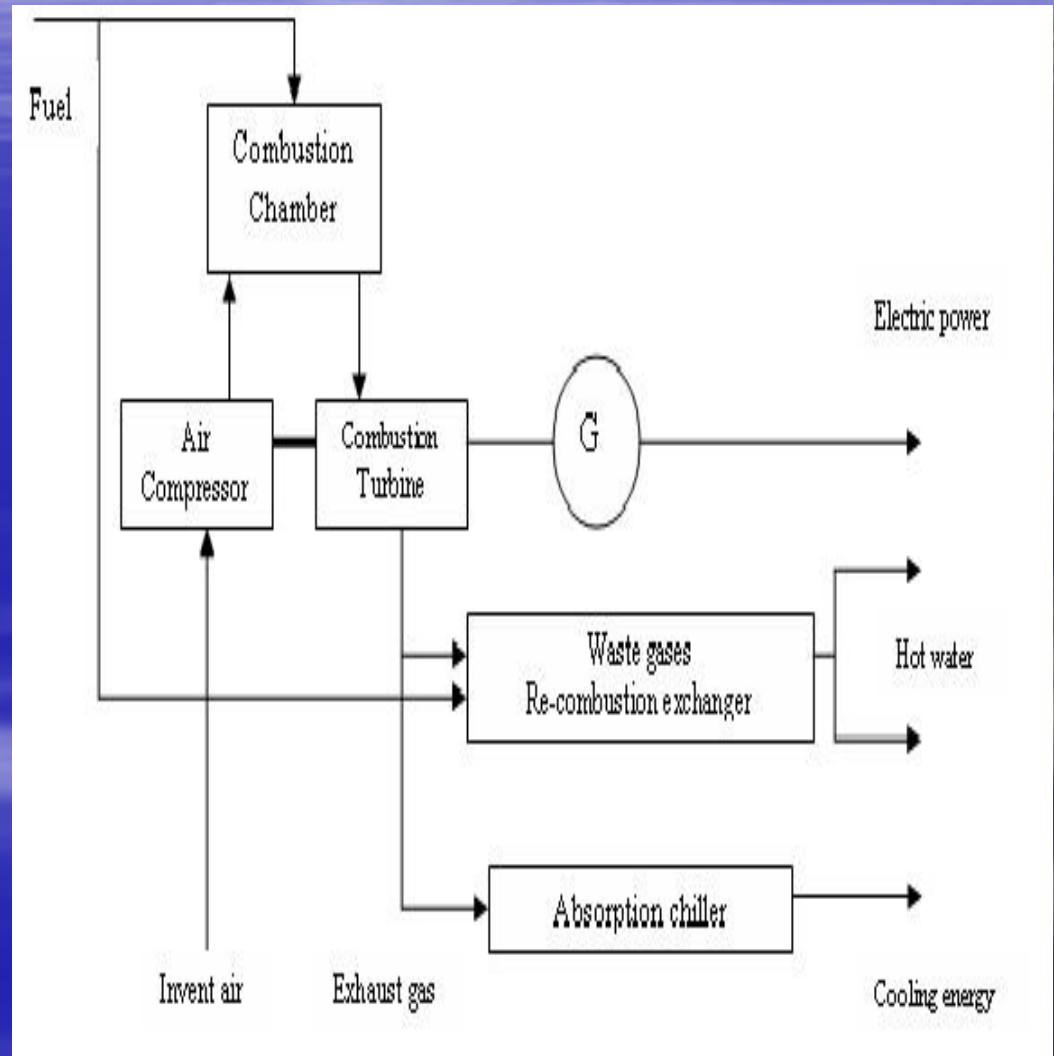 Fuel
Combustion
Chamber
Electric power
Air
Compressor
Combustion
Turbine
G
Waste gases
Re-combustion exchanger
Hot water
Absorption chiller
Invent air
Exhaust gas
Cooling energy